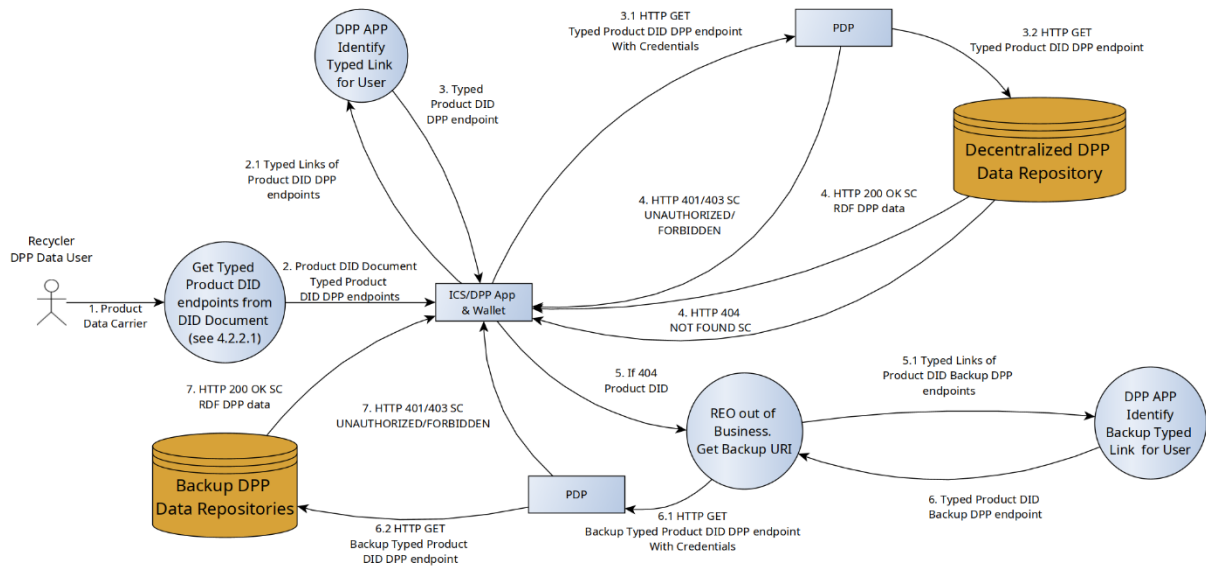 DPP APP
Identify
Typed Link
for User
3.1 HTTP GET
Typed Product DID DPP endpoint
With Credentials
PDP
3.2 HTTP GET
Typed Product DID DPP endpoint
3. Typed
Product DID
DPP endpoint
2.1 Typed Links of
Product DID DPP
endpoints
Decentralized DPP
Data Repository
4. HTTP 401/403 SC
UNAUTHORIZED/
FORBIDDEN
4. HTTP 200 OK SC
RDF DPP data
Recycler
DPP Data User
1. Product
Data Carrier
Get Typed
Product DID
endpoints from
DID Document
(see 4.2.2.1)
2. Product DID Document
Typed Product
DID DPP endpoints
ICS/DPP App
& Wallet
4. HTTP 404
NOT FOUND SC
7. HTTP 200 OK SC
RDF DPP data
7. HTTP 401/403 SC
UNAUTHORIZED/FORBIDDEN
5. If 404
Product DID
REO out of
Business.
Get Backup URI
5.1 Typed Links of
Product DID Backup DPP
endpoints
DPP APP
Identify
Backup Typed
Link for User
Backup DPP
Data Repositories
PDP
6. Typed Product DID
Backup DPP endpoint
6.2 HTTP GET
Backup Typed Product
DID DPP endpoint
6.1 HTTP GET
Backup Typed Product DID DPP endpoint
With Credentials